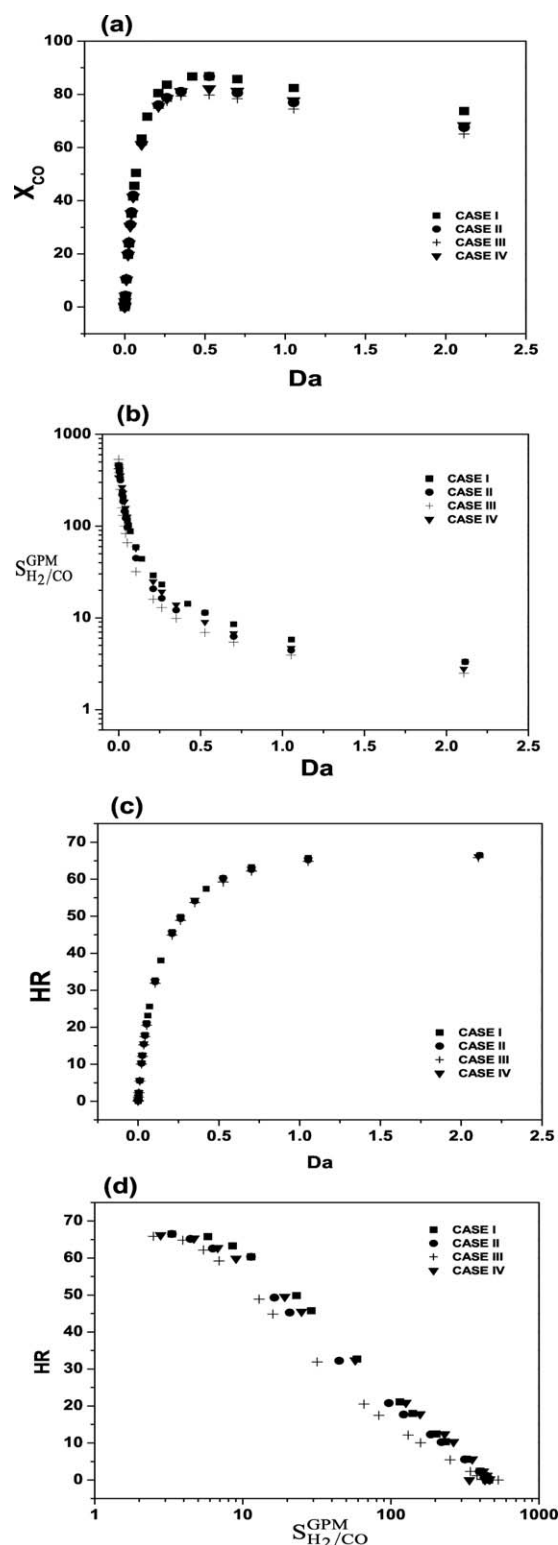 (a)
100
80
60
40
20
0
X_CO
CASE I
CASE II
CASE III
CASE IV
0.0 0.5 1.0 1.5 2.0 2.5
Da
(b)
1000
100
10
1
S^GPM_H2/CO
CASE I
CASE II
CASE III
CASE IV
0.0 0.5 1.0 1.5 2.0 2.5
Da
(c)
70
60
50
40
30
20
10
0
HR
CASE I
CASE II
CASE III
CASE IV
0.0 0.5 1.0 1.5 2.0 2.5
Da
(d)
70
60
50
40
30
20
10
0
HR
CASE I
CASE II
CASE III
CASE IV
1 10 100 1000
S^GPM_H2/CO